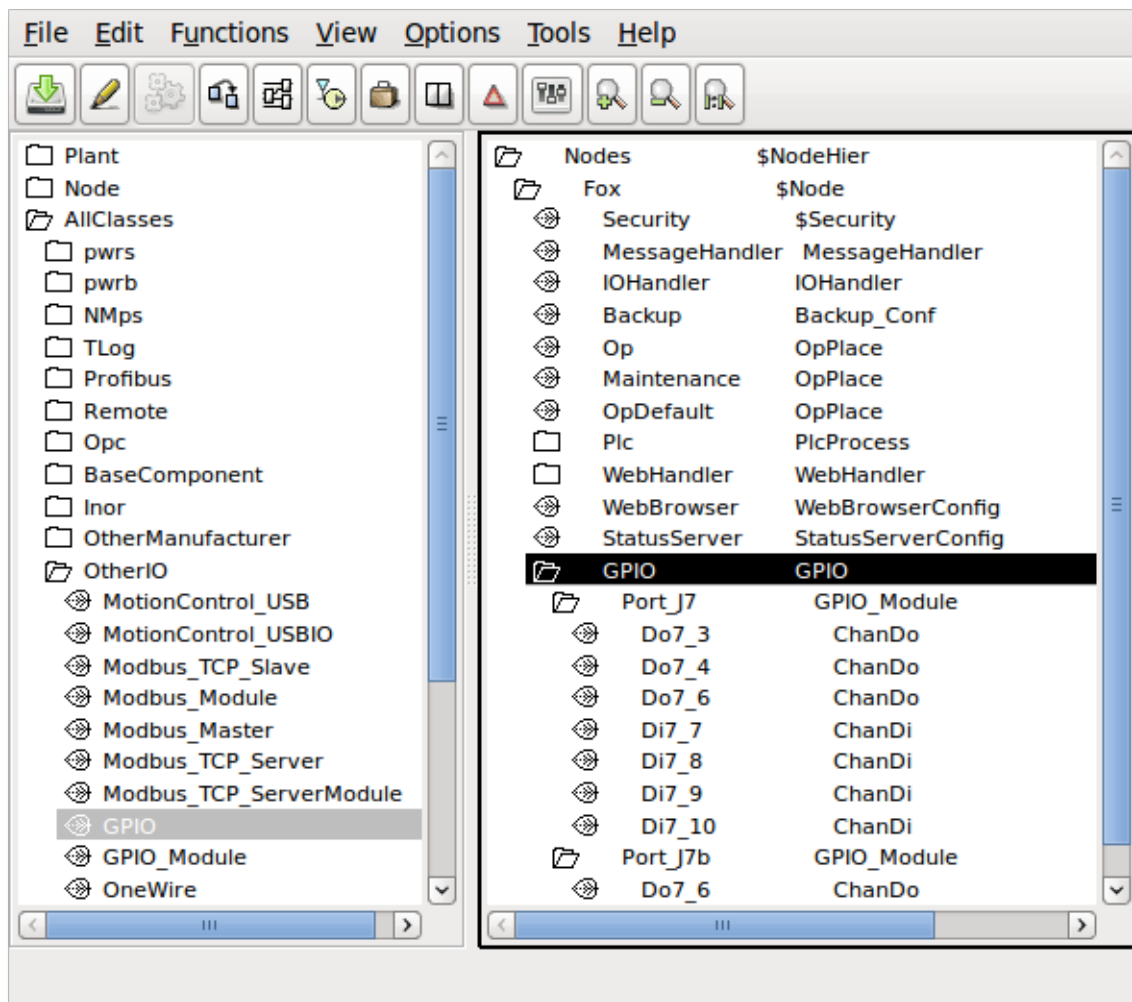 File Edit Functions View Options Tools Help
Plant
Node
AllClasses
pwrs
pwrb
NMps
TLog
Profibus
Remote
Opc
BaseComponent
Inor
OtherManufacturer
OtherIO
MotionControl_USB
MotionControl_USBIO
Modbus_TCP_Slave
Modbus_Module
Modbus_Master
Modbus_TCP_Server
Modbus_TCP_ServerModule
GPIO
GPIO_Module
OneWire
Nodes $NodeHier
Fox $Node
Security $Security
MessageHandler MessageHandler
IOHandler IOHandler
Backup Backup_Conf
Op OpPlace
Maintenance OpPlace
OpDefault OpPlace
Plc PlcProcess
WebHandler WebHandler
WebBrowser WebBrowserConfig
StatusServer StatusServerConfig
GPIO GPIO
Port_J7 GPIO_Module
Do7_3 ChanDo
Do7_4 ChanDo
Do7_6 ChanDo
Di7_7 ChanDi
Di7_8 ChanDi
Di7_9 ChanDi
Di7_10 ChanDi
Port_J7b GPIO_Module
Do7_6 ChanDo